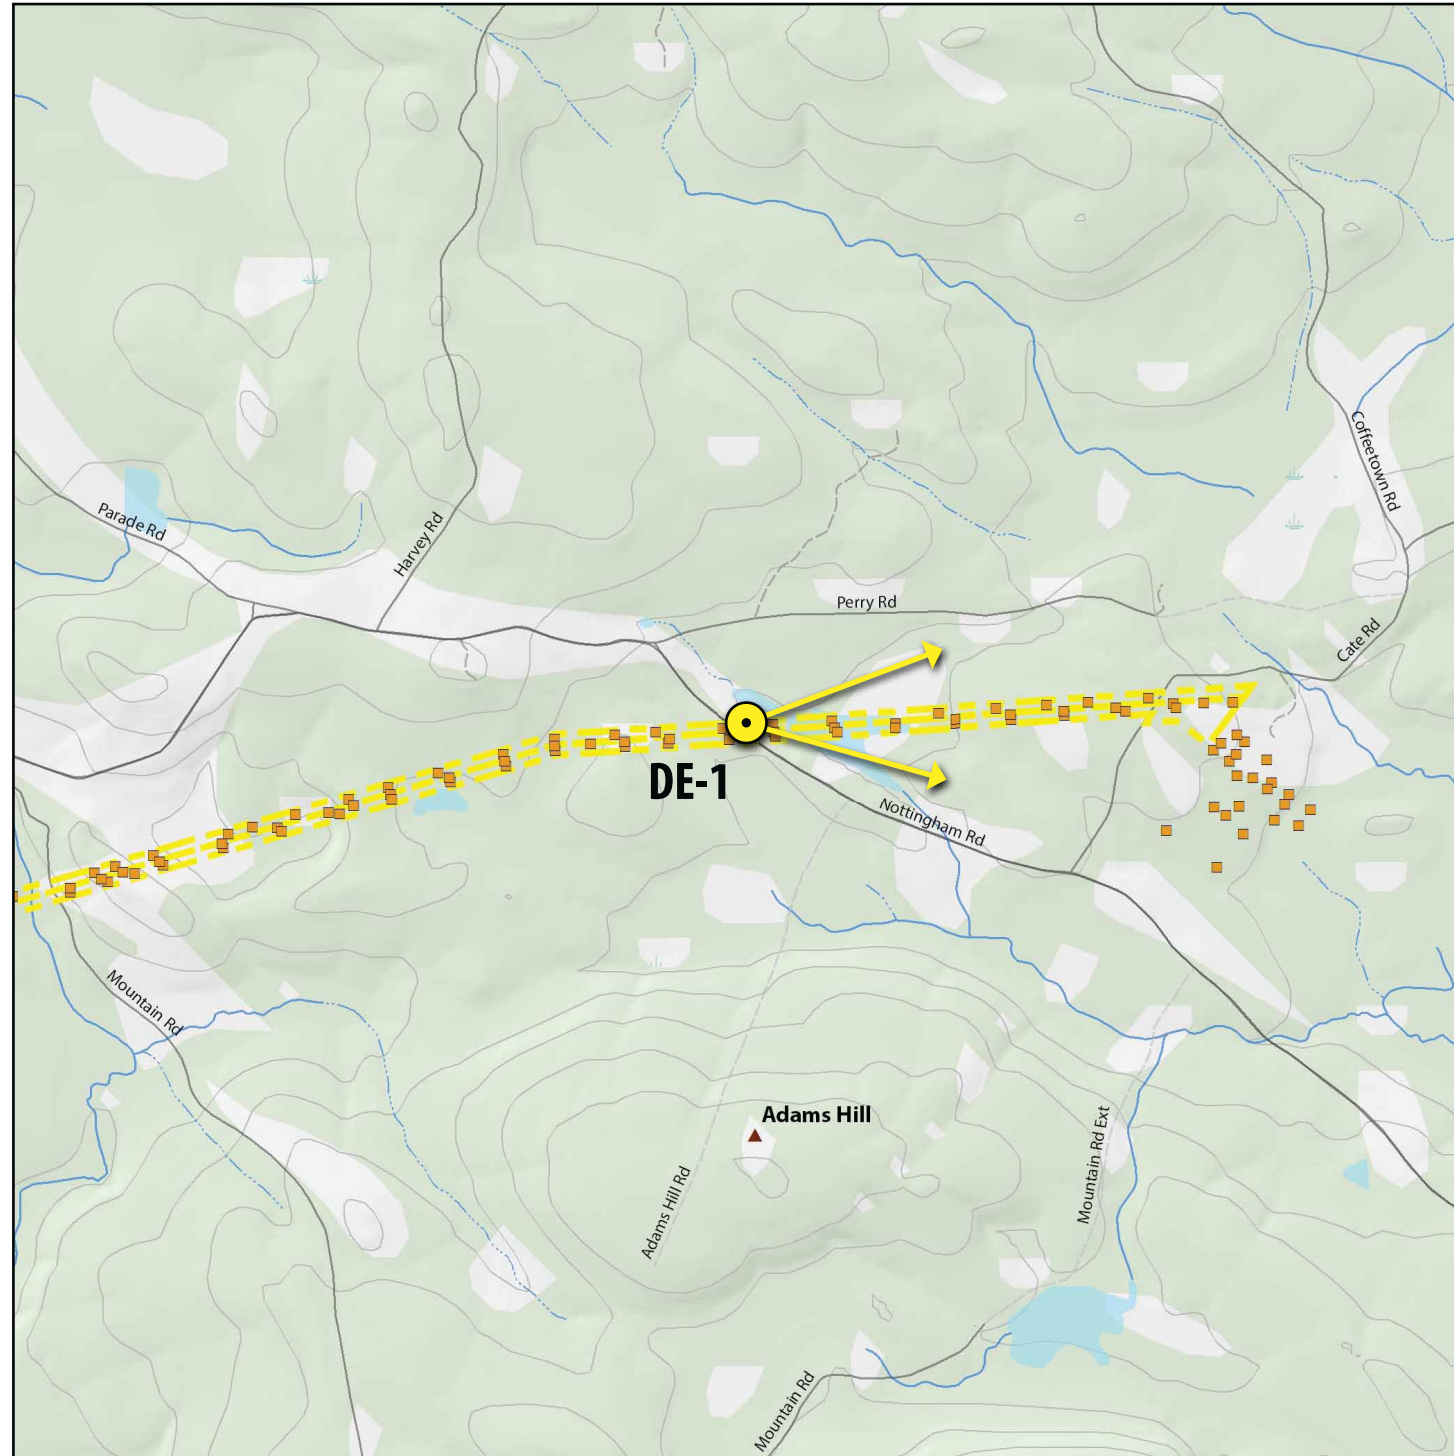 Coffeetown Rd
Parade Rd
Harvey Rd
Perry Rd
Cate Rd
DE-1
Nottingham Rd
Mountain Rd
Adams Hill
Mountain Rd Ext
Adams Hill Rd
Mountain Rd